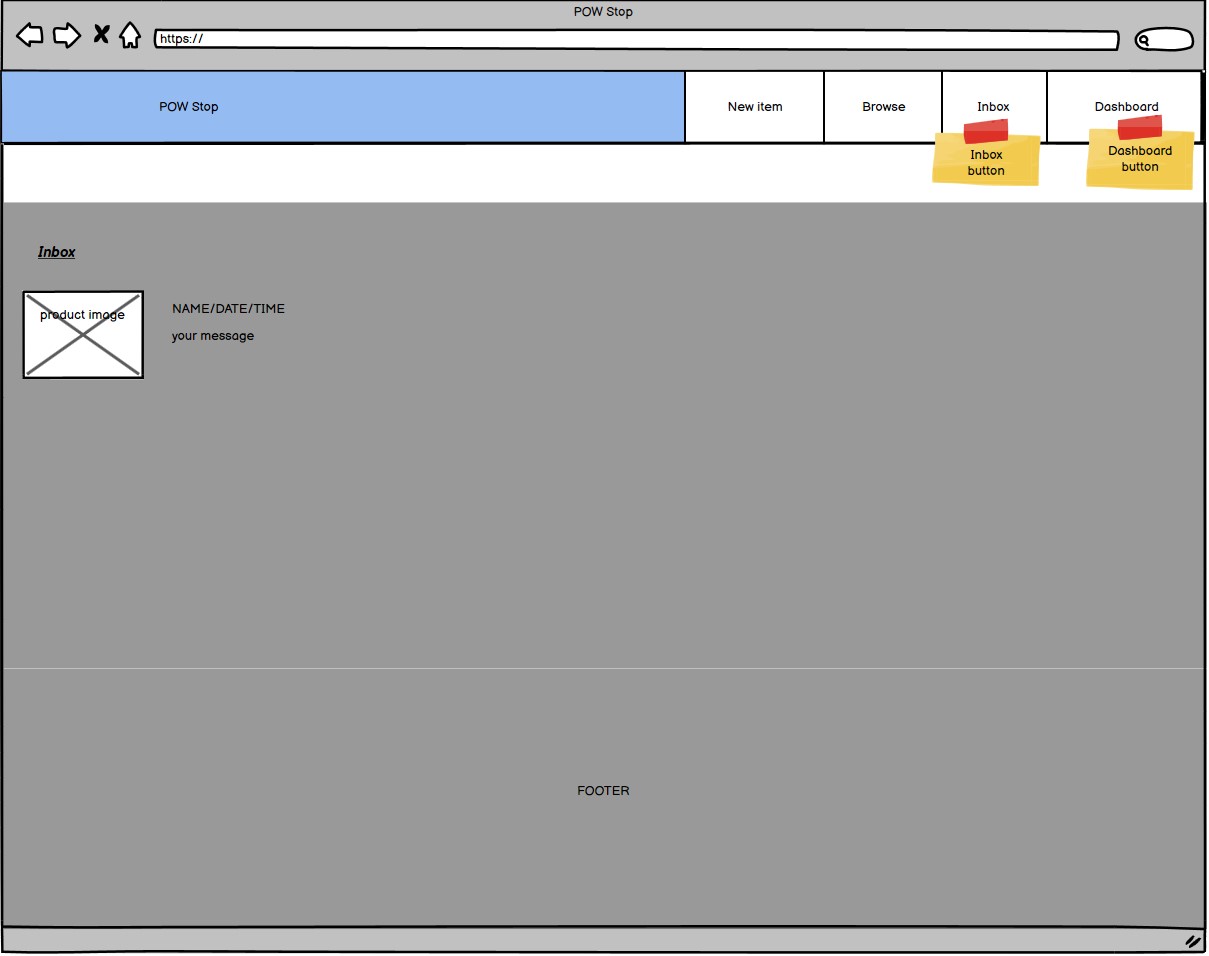 POW Stop
https://
POW Stop
New item
Browse
Inbox
Dashboard
Inbox
button
Dashboard
button
Inbox
product image
NAME/DATE/TIME
your message
FOOTER